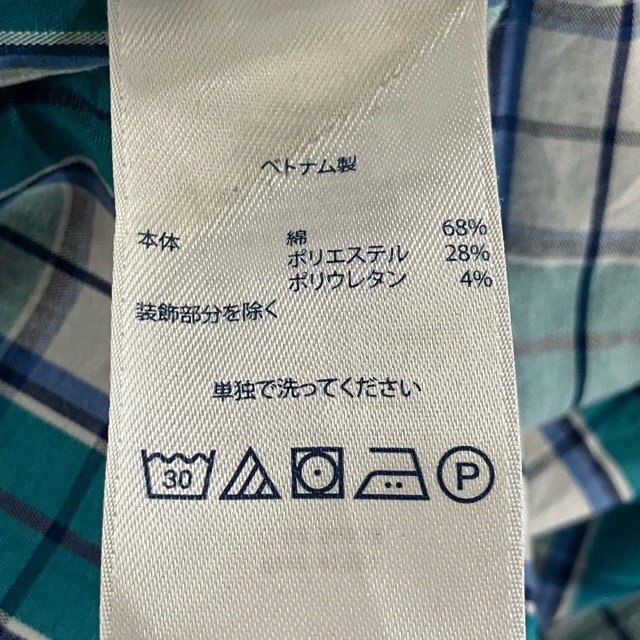 ベトナム製
本体 綿 68%
ポリエステル 28%
ポリウレタン 4%
装飾部分を除く
単独で洗ってください
30 P